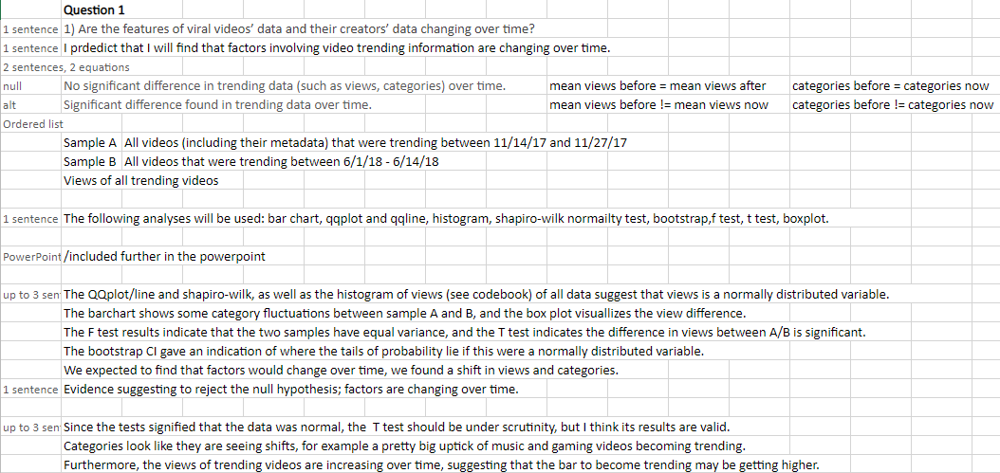 Question 1
1 sentence 1) Are the features of viral videos' data and their creators' data changing over time?
1 sentence I prdedict that I will find that factors involving video trending information are changing over time.
2 sentences, 2 equations
null No significant difference in trending data (such as views, categories) over time. mean views before = mean views after categories before = categories now
alt Significant difference found in trending data over time. mean views before != mean views now categories before != categories now
Ordered list
Sample A All videos (including their metadata) that were trending between 11/14/17 and 11/27/17
Sample B All videos that were trending between 6/1/18 - 6/14/18
Views of all trending videos
1 sentence The following analyses will be used: bar chart, qqplot and qqline, histogram, shapiro-wilk normailty test, bootstrap,f test, t test, boxplot.
PowerPoint /included further in the powerpoint
up to 3 sen The QQplot/line and shapiro-wilk, as well as the histogram of views (see codebook) of all data suggest that views is a normally distributed variable.
The barchart shows some category fluctuations between sample A and B, and the box plot visuallizes the view difference.
The F test results indicate that the two samples have equal variance, and the T test indicates the difference in views between A/B is significant.
The bootstrap CI gave an indication of where the tails of probability lie if this were a normally distributed variable.
We expected to find that factors would change over time, we found a shift in views and categories.
1 sentence Evidence suggesting to reject the null hypothesis; factors are changing over time.
up to 3 sen Since the tests signified that the data was normal, the T test should be under scrutinity, but I think its results are valid.
Categories look like they are seeing shifts, for example a pretty big uptick of music and gaming videos becoming trending.
Furthermore, the views of trending videos are increasing over time, suggesting that the bar to become trending may be getting higher.